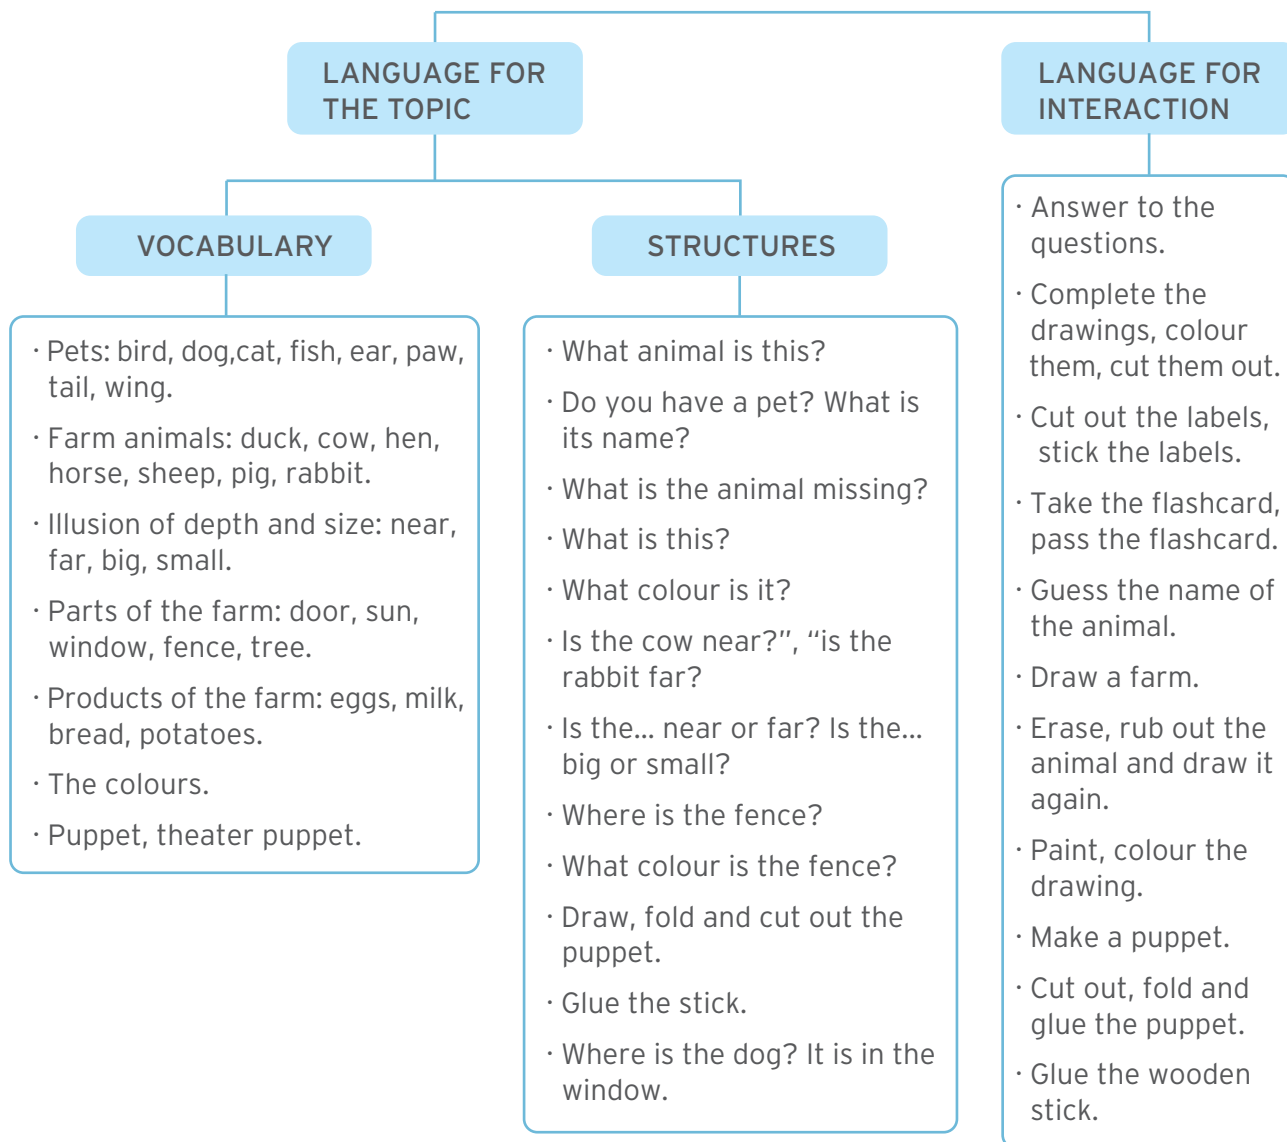 LANGUAGE FOR
THE TOPIC
VOCABULARY
· Pets: bird, dog,cat, fish, ear, paw,
tail, wing.
· Farm animals: duck, cow, hen,
horse, sheep, pig, rabbit.
· Illusion of depth and size: near,
far, big, small.
· Parts of the farm: door, sun,
window, fence, tree.
· Products of the farm: eggs, milk,
bread, potatoes.
· The colours.
· Puppet, theater puppet.
STRUCTURES
· What animal is this?
· Do you have a pet? What is
its name?
· What is the animal missing?
· What is this?
· What colour is it?
· Is the cow near?”, “is the
rabbit far?
· Is the... near or far? Is the...
big or small?
· Where is the fence?
· What colour is the fence?
· Draw, fold and cut out the
puppet.
· Glue the stick.
· Where is the dog? It is in the
window.
LANGUAGE FOR
INTERACTION
· Answer to the
questions.
· Complete the
drawings, colour
them, cut them out.
· Cut out the labels,
stick the labels.
· Take the flashcard,
pass the flashcard.
· Guess the name of
the animal.
· Draw a farm.
· Erase, rub out the
animal and draw it
again.
· Paint, colour the
drawing.
· Make a puppet.
· Cut out, fold and
glue the puppet.
· Glue the wooden
stick.